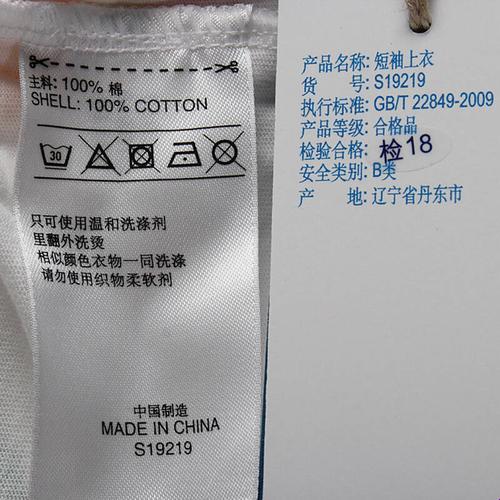 主料: 100% 棉
SHELL: 100% COTTON
30
只可使用温和洗涤剂
里翻外洗烫
相似颜色衣物一同洗涤
请勿使用织物柔软剂
中国制造
MADE IN CHINA
S19219
产品名称: 短袖上衣
货 号: S19219
执行标准: GB/T 22849-2009
产品等级: 合格品
检验合格: 检18
安全类别: B类
产 地: 辽宁省丹东市